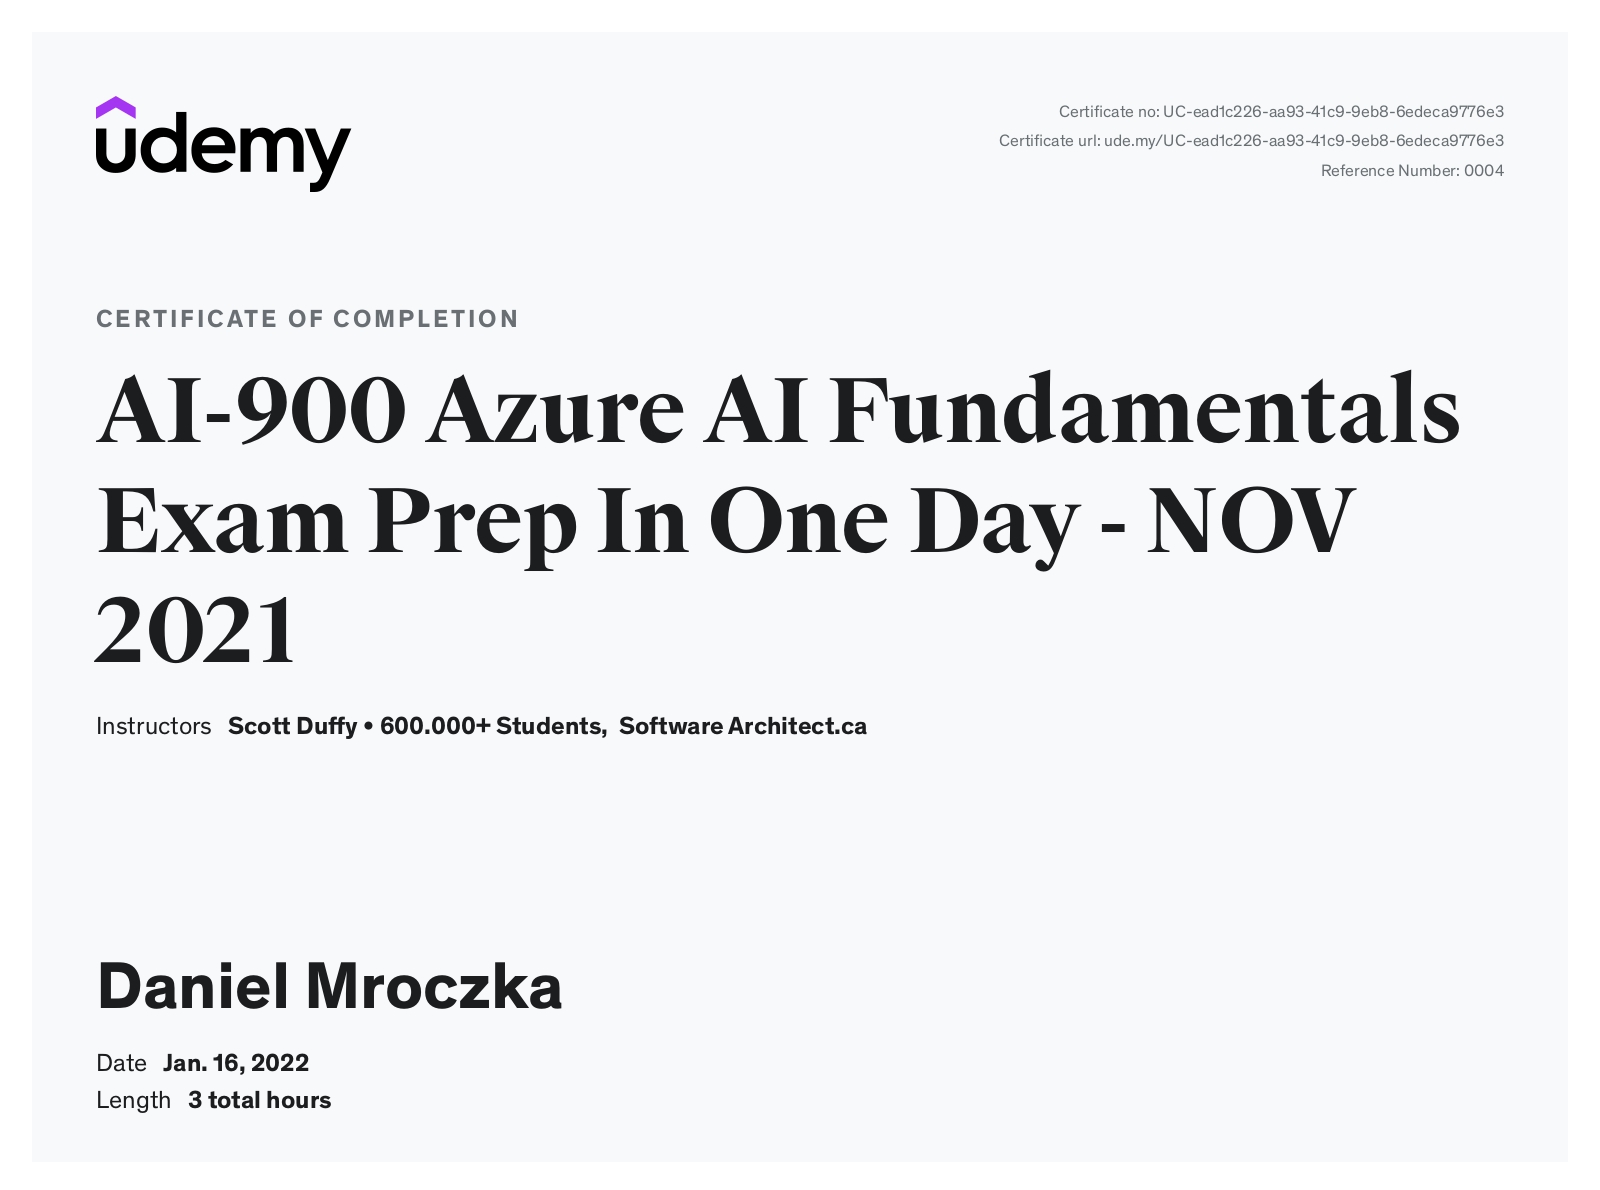 udemy
Certificate no: UC-ead1c226-aa93-41c9-9eb8-6edeca9776e3
Certificate url: ude.my/UC-ead1c226-aa93-41c9-9eb8-6edeca9776e3
Reference Number: 0004
CERTIFICATE OF COMPLETION
AI-900 Azure AI Fundamentals
Exam Prep In One Day - NOV
2021
Instructors Scott Duffy • 600.000+ Students, Software Architect.ca
Daniel Mroczka
Date Jan. 16, 2022
Length 3 total hours